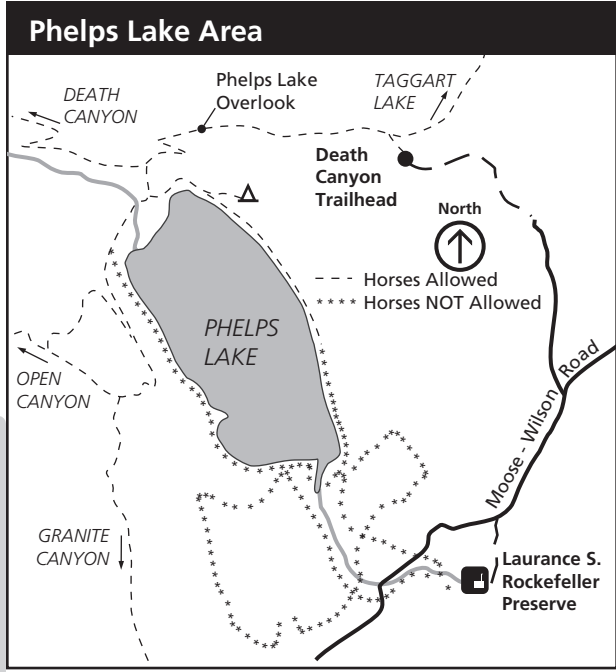 Phelps Lake Area
DEATH
CANYON
Phelps Lake
Overlook
TAGGART
LAKE
Death
Canyon
Trailhead
North
Horses Allowed
**** Horses NOT Allowed
PHELPS
LAKE
OPEN
CANYON
Moose - Wilson Road
GRANITE
CANYON
Laurance S.
Rockefeller
Preserve